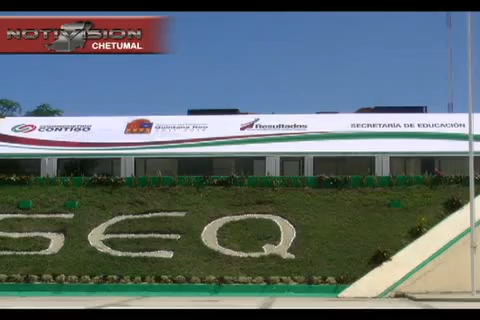 NOTIVISION
CHETUMAL
CONTIGO
Quintana Roo
Resultados
SECRETARÍA DE EDUCACIÓN
SEQ